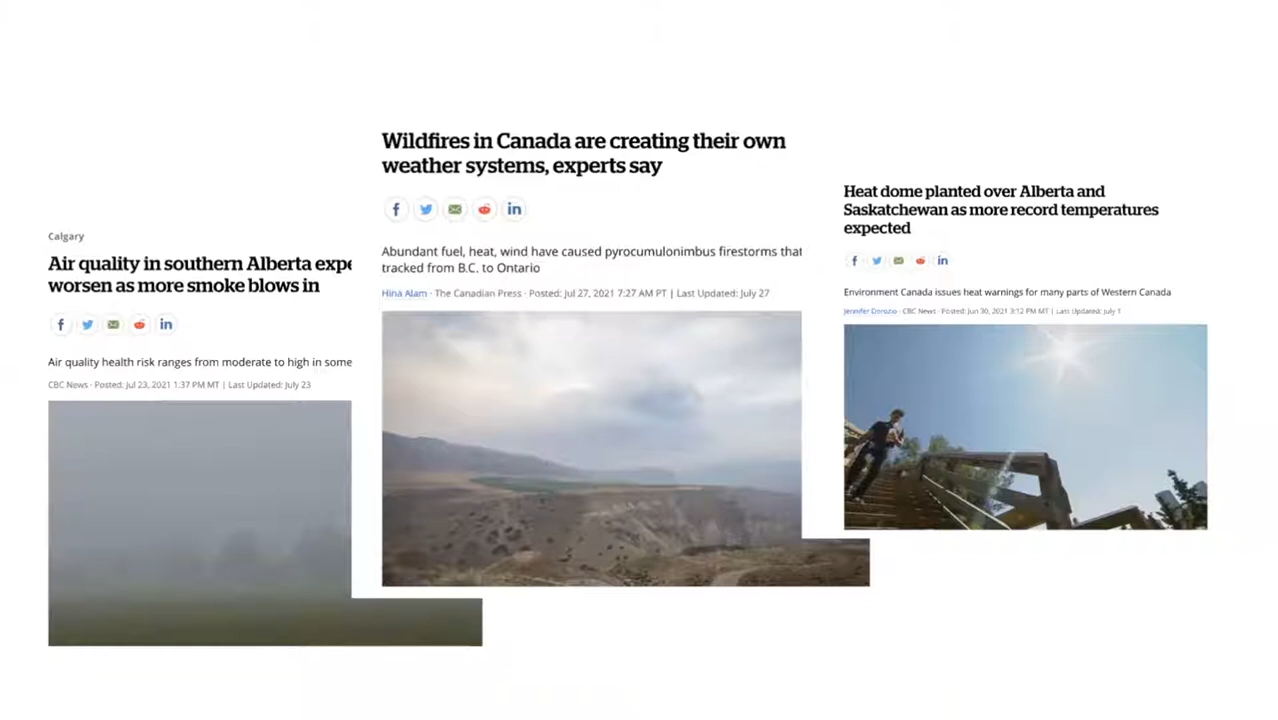 Calgary
Air quality in southern Alberta expe
worsen as more smoke blows in
Air quality health risk ranges from moderate to high in some
CBC News · Posted: Jul 23, 2021 1:37 PM MT | Last Updated: July 23
Wildfires in Canada are creating their own
weather systems, experts say
Abundant fuel, heat, wind have caused pyrocumulonimbus firestorms that
tracked from B.C. to Ontario
Hina Alam · The Canadian Press · Posted: Jul 27, 2021 7:27 AM PT | Last Updated: July 27
Heat dome planted over Alberta and
Saskatchewan as more record temperatures
expected
Environment Canada issues heat warnings for many parts of Western Canada
Jennifer Dorozio · CBC News · Posted: Jun 30, 2021 3:12 PM MT | Last Updated: July 1